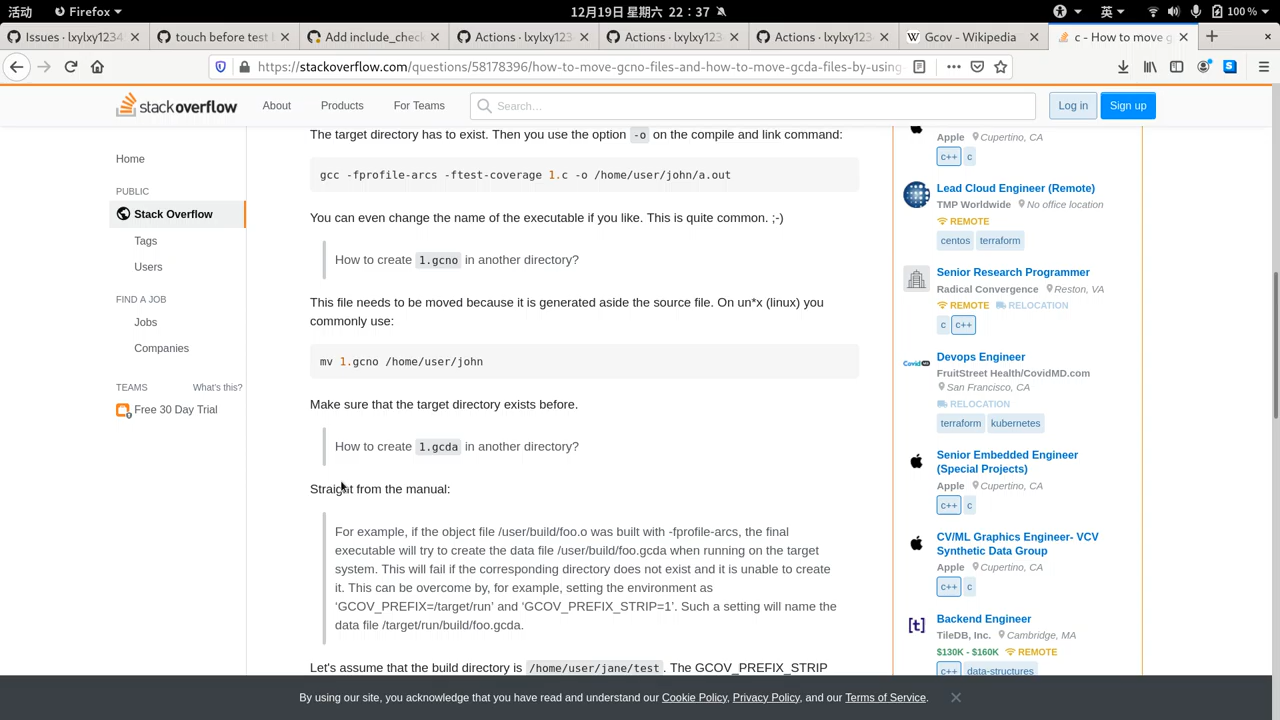 活动 Firefox 12月19日 星期六 22：37 英 100 %
Issues · lxylxy1234 touch before test Add include_check Actions · lxylxy123 Actions · lxylxy123 Actions · lxylxy123 Gcov - Wikipedia c - How to move g
https://stackoverflow.com/questions/58178396/how-to-move-gcno-files-and-how-to-move-gcda-files-by-using-
stackoverflow About Products For Teams Search… Log in Sign up
Home
PUBLIC
Stack Overflow
Tags
Users
FIND A JOB
Jobs
Companies
TEAMS What's this?
Free 30 Day Trial
The target directory has to exist. Then you use the option -o on the compile and link command:
gcc -fprofile-arcs -ftest-coverage 1.c -o /home/user/john/a.out
You can even change the name of the executable if you like. This is quite common. ;-)
How to create 1.gcno in another directory?
This file needs to be moved because it is generated aside the source file. On un*x (linux) you
commonly use:
mv 1.gcno /home/user/john
Make sure that the target directory exists before.
How to create 1.gcda in another directory?
Straight from the manual:
For example, if the object file /user/build/foo.o was built with -fprofile-arcs, the final
executable will try to create the data file /user/build/foo.gcda when running on the target
system. This will fail if the corresponding directory does not exist and it is unable to create
it. This can be overcome by, for example, setting the environment as
‘GCOV_PREFIX=/target/run’ and ‘GCOV_PREFIX_STRIP=1’. Such a setting will name the
data file /target/run/build/foo.gcda.
Let's assume that the build directory is /home/user/jane/test. The GCOV_PREFIX_STRIP
Apple Cupertino, CA
c++ c
Lead Cloud Engineer (Remote)
TMP Worldwide No office location
REMOTE
centos terraform
Senior Research Programmer
Radical Convergence Reston, VA
REMOTE RELOCATION
c c++
Devops Engineer
FruitStreet Health/CovidMD.com
San Francisco, CA
RELOCATION
terraform kubernetes
Senior Embedded Engineer
(Special Projects)
Apple Cupertino, CA
c++ c
CV/ML Graphics Engineer- VCV
Synthetic Data Group
Apple Cupertino, CA
c++ c
Backend Engineer
TileDB, Inc. Cambridge, MA
$130K - $160K REMOTE
c++ data-structures
By using our site, you acknowledge that you have read and understand our Cookie Policy, Privacy Policy, and our Terms of Service.